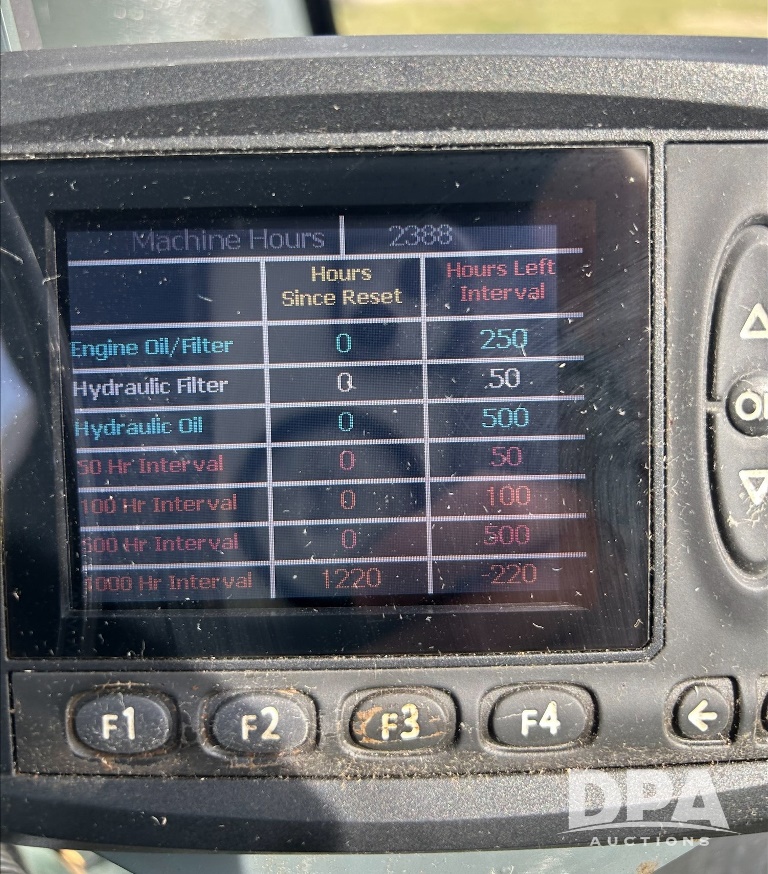 Machine Hours 2388
Hours Since Reset Hours Left Interval
Engine Oil/Filter 0 250
Hydraulic Filter 0 50
Hydraulic Oil 0 500
50 Hr Interval 0 50
100 Hr Interval 0 100
500 Hr Interval 0 500
1000 Hr Interval 1220 -220
F1 F2 F3 F4
DPA
AUCTIONS